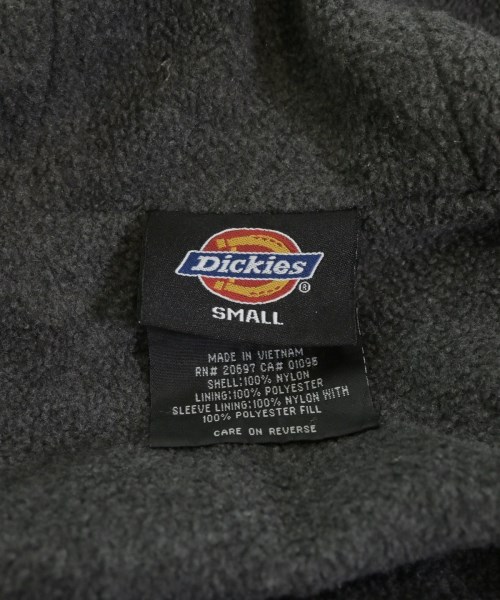 Dickies
®
SMALL
MADE IN VIETNAM
RN# 20697 CA# 01095
SHELL:100% NYLON
LINING:100% POLYESTER
SLEEVE LINING:100% NYLON WITH
100% POLYESTER FILL
CARE ON REVERSE